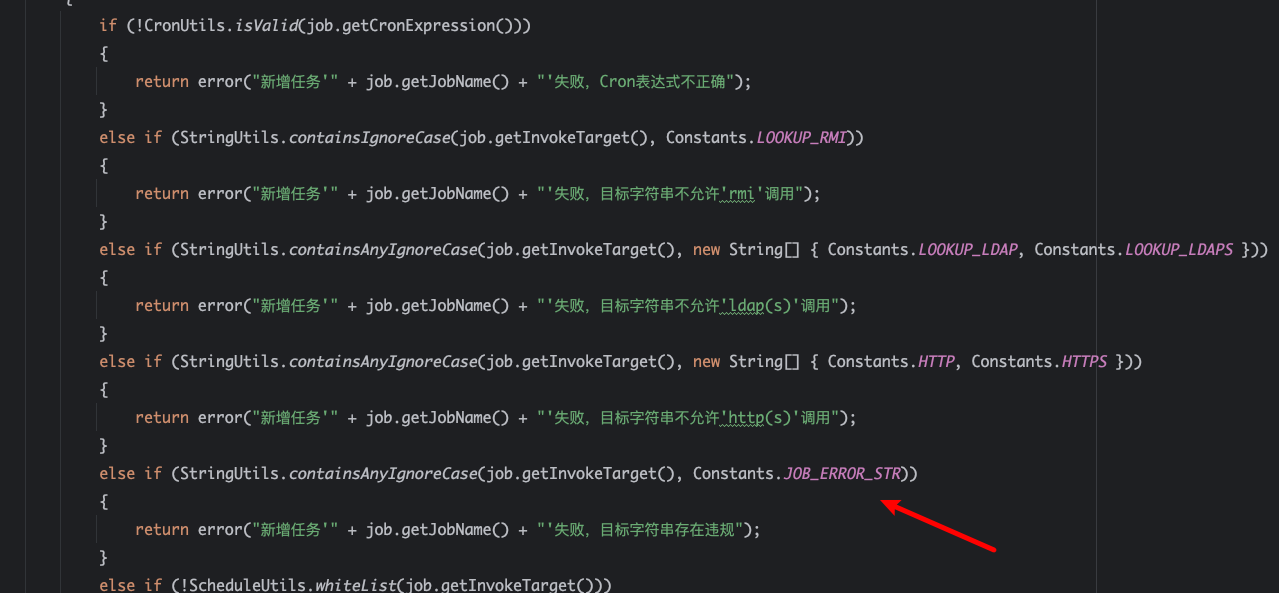 {
if (!CronUtils.isValid(job.getCronExpression()))
{
return error("新增任务'" + job.getJobName() + "'失败，Cron表达式不正确");
}
else if (StringUtils.containsIgnoreCase(job.getInvokeTarget(), Constants.LOOKUP_RMI))
{
return error("新增任务'" + job.getJobName() + "'失败，目标字符串不允许'rmi'调用");
}
else if (StringUtils.containsAnyIgnoreCase(job.getInvokeTarget(), new String[] { Constants.LOOKUP_LDAP, Constants.LOOKUP_LDAPS }))
{
return error("新增任务'" + job.getJobName() + "'失败，目标字符串不允许'ldap(s)'调用");
}
else if (StringUtils.containsAnyIgnoreCase(job.getInvokeTarget(), new String[] { Constants.HTTP, Constants.HTTPS }))
{
return error("新增任务'" + job.getJobName() + "'失败，目标字符串不允许'http(s)'调用");
}
else if (StringUtils.containsAnyIgnoreCase(job.getInvokeTarget(), Constants.JOB_ERROR_STR))
{
return error("新增任务'" + job.getJobName() + "'失败，目标字符串存在违规");
}
else if (!ScheduleUtils.whiteList(job.getInvokeTarget()))